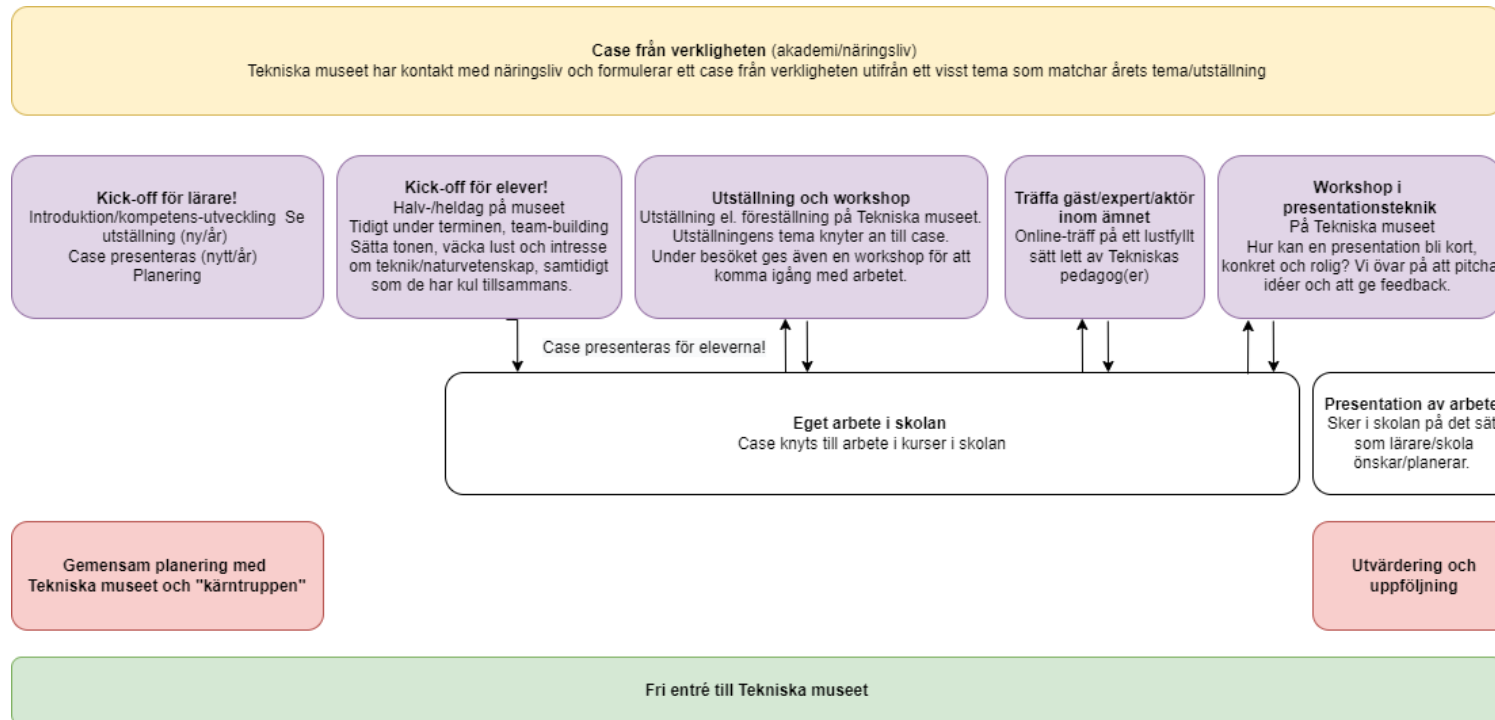 Case från verkligheten (akademi/näringsliv)
Tekniska museet har kontakt med näringsliv och formulerar ett case från verkligheten utifrån ett visst tema som matchar årets tema/utställning
Kick-off för lärare!
Introduktion/kompetens-utveckling Se
utställning (ny/år)
Case presenteras (nytt/år)
Planering
Kick-off för elever!
Halv-/heldag på museet
Tidigt under terminen, team-building
Sätta tonen, väcka lust och intresse
om teknik/naturvetenskap, samtidigt
som de har kul tillsammans.
Utställning och workshop
Utställning el. föreställning på Tekniska museet.
Utställningens tema knyter an till case.
Under besöket ges även en workshop för att
komma igång med arbetet.
Träffa gäst/expert/aktör
inom ämnet
Online-träff på ett lustfyllt
sätt lett av Tekniskas
pedagog(er)
Workshop i
presentationsteknik
På Tekniska museet
Hur kan en presentation bli kort,
konkret och rolig? Vi övar på att pitcha
idéer och att ge feedback.
Case presenteras för eleverna!
Eget arbete i skolan
Case knyts till arbete i kurser i skolan
Presentation av arbete
Sker i skolan på det sät
som lärare/skola
önskar/planerar.
Gemensam planering med
Tekniska museet och "kärntruppen"
Utvärdering och
uppföljning
Fri entré till Tekniska museet